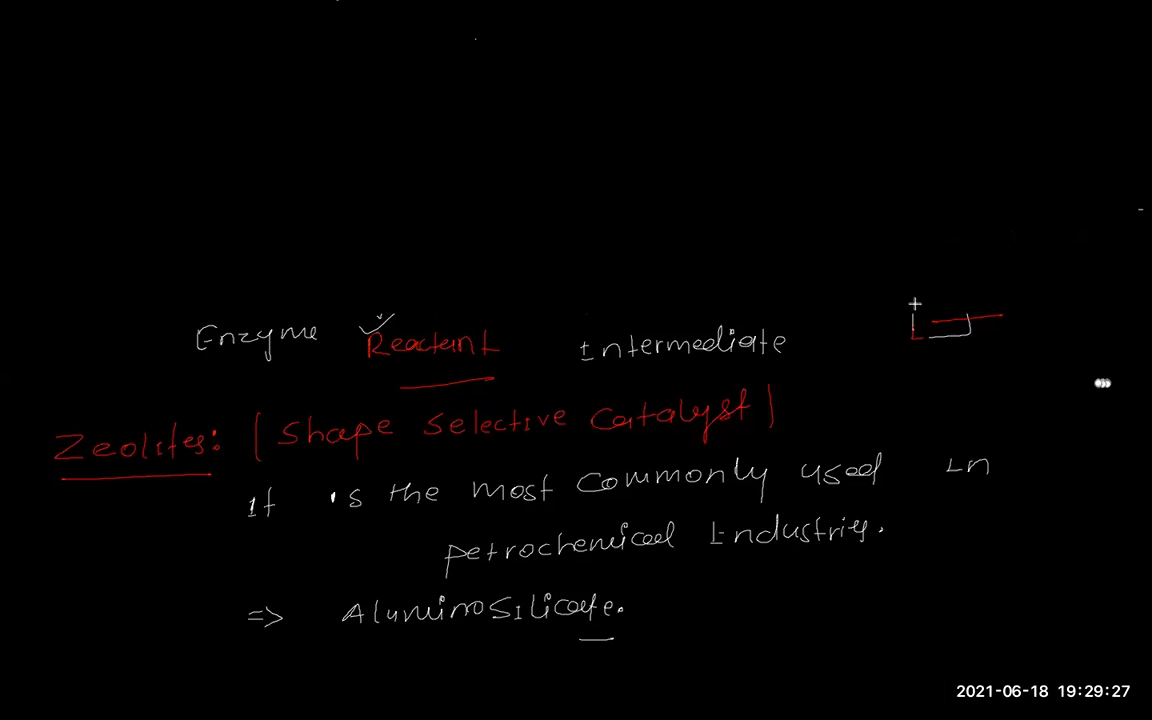 Enzyme Reactant Intermediate
Zeolites: (Shape Selective Catalyst)
It is the most commonly used In
petrochemical Industries.
=> Aluminosilicate.
2021-06-18 19:29:27